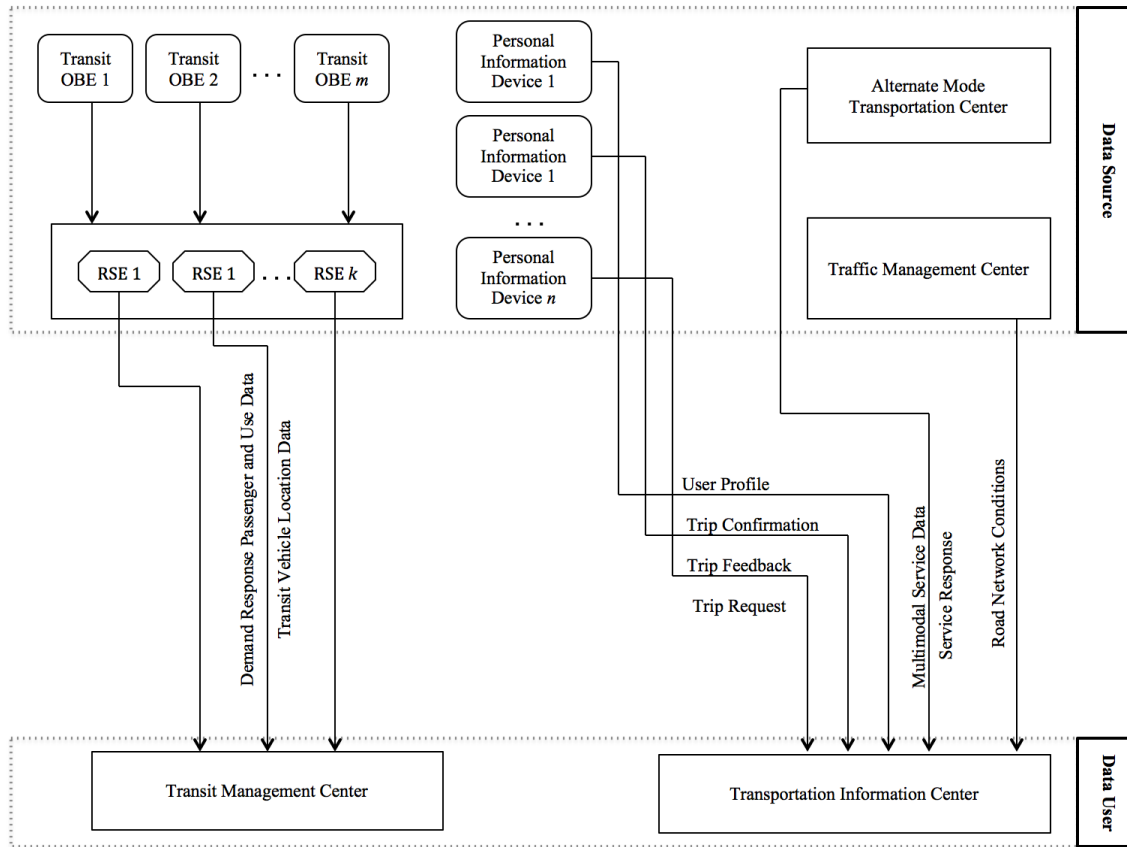 Transit
OBE 1
Transit
OBE 2
. . .
Transit
OBE m
Personal
Information
Device 1
Personal
Information
Device 1
. . .
Personal
Information
Device n
Alternate Mode
Transportation Center
Traffic Management Center
Data Source
RSE 1
RSE 1
. . .
RSE k
Demand Response Passenger and Use Data
Transit Vehicle Location Data
User Profile
Trip Confirmation
Trip Feedback
Trip Request
Multimodal Service Data
Service Response
Road Network Conditions
Transit Management Center
Transportation Information Center
Data User